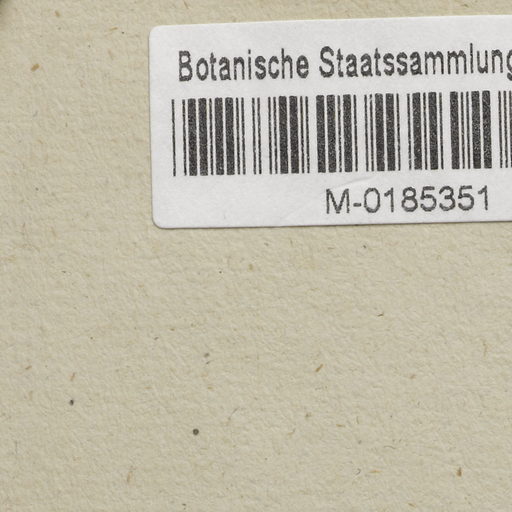 Botanische Staatssammlung
M-0185351